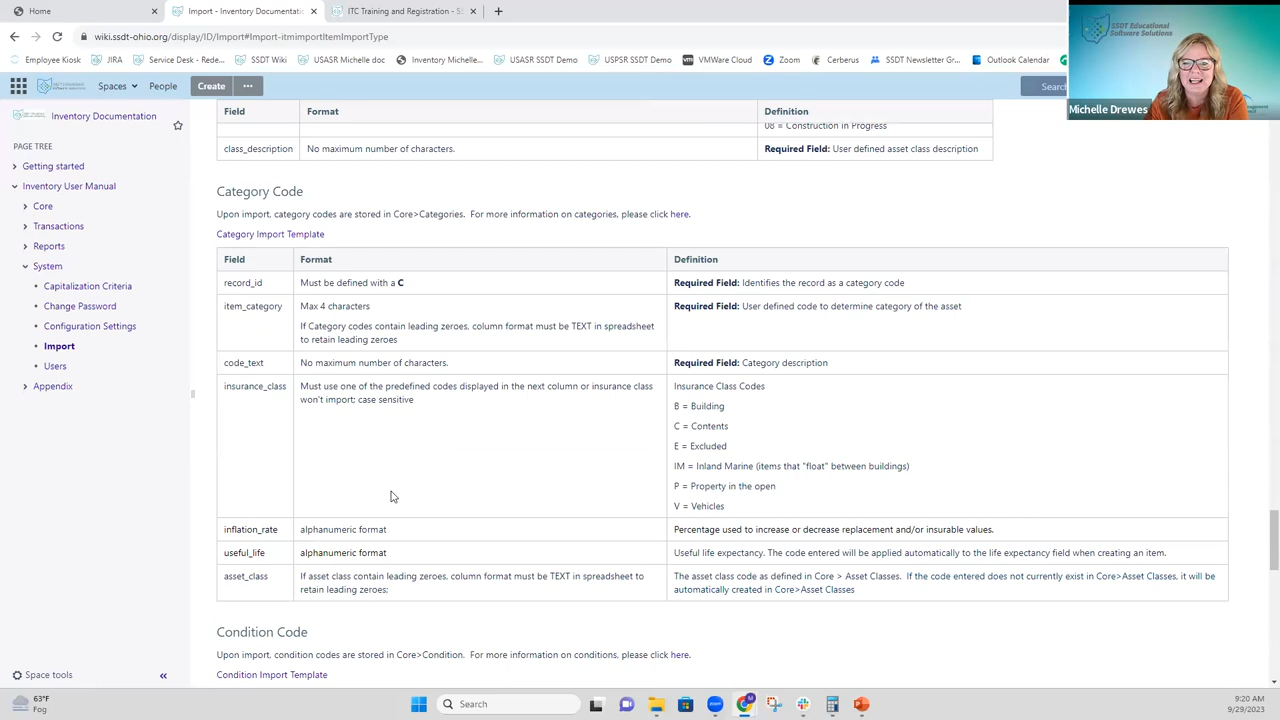 Home
Import - Inventory Documentati
ITC Training and Registration - SS
wiki.ssdt-ohio.org/display/ID/Import#Import-itmimportItemImportType
Employee Kiosk
JIRA
Service Desk - Rede...
SSDT Wiki
USASR Michelle doc
Inventory Michelle...
USASR SSDT Demo
USPSR SSDT Demo
VMWare Cloud
Zoom
Cerberus
SSDT Newsletter Gr...
Outlook Calendar
SSDT Educational
Software Solutions
Michelle Drewes
Spaces
People
Create
Search
Inventory Documentation
PAGE TREE
Getting started
Inventory User Manual
Core
Transactions
Reports
System
Capitalization Criteria
Change Password
Configuration Settings
Import
Users
Appendix
Space tools
Field Format Definition
08 = Construction in Progress
class_description No maximum number of characters. Required Field: User defined asset class description
Category Code
Upon import, category codes are stored in Core>Categories. For more information on categories, please click here.
Category Import Template
Field Format Definition
record_id Must be defined with a C Required Field: Identifies the record as a category code
item_category Max 4 characters Required Field: User defined code to determine category of the asset
If Category codes contain leading zeroes, column format must be TEXT in spreadsheet
to retain leading zeroes
code_text No maximum number of characters. Required Field: Category description
insurance_class Must use one of the predefined codes displayed in the next column or insurance class
won't import; case sensitive
Insurance Class Codes
B = Building
C = Contents
E = Excluded
IM = Inland Marine (items that "float" between buildings)
P = Property in the open
V = Vehicles
inflation_rate alphanumeric format Percentage used to increase or decrease replacement and/or insurable values.
useful_life alphanumeric format Useful life expectancy. The code entered will be applied automatically to the life expectancy field when creating an item.
asset_class If asset class contain leading zeroes, column format must be TEXT in spreadsheet to
retain leading zeroes;
The asset class code as defined in Core > Asset Classes. If the code entered does not currently exist in Core>Asset Classes, it will be
automatically created in Core>Asset Classes
Condition Code
Upon import, condition codes are stored in Core>Condition. For more information on conditions, please click here.
Condition Import Template
63°F
Fog
Search
9:20 AM
9/29/2023